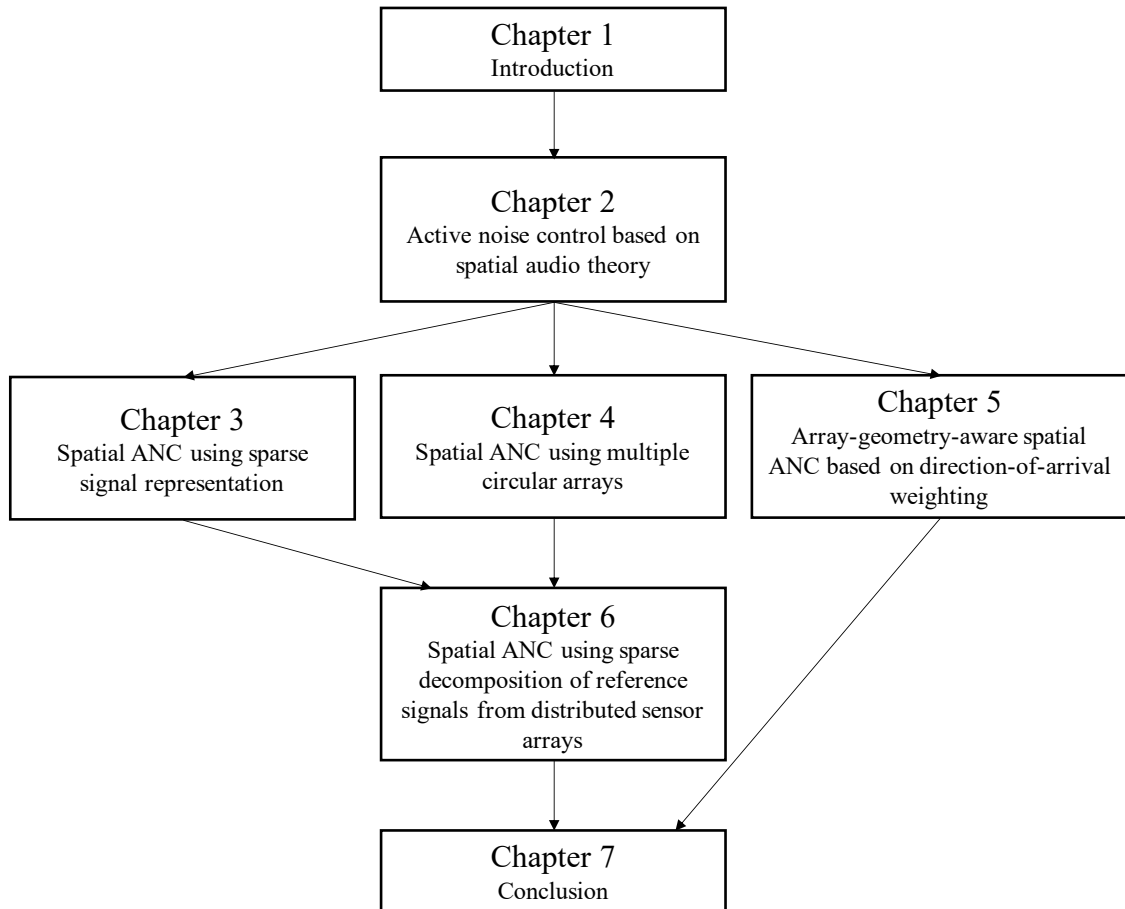 Chapter 1
Introduction
Chapter 2
Active noise control based on
spatial audio theory
Chapter 3
Spatial ANC using sparse
signal representation
Chapter 4
Spatial ANC using multiple
circular arrays
Chapter 5
Array-geometry-aware spatial
ANC based on direction-of-arrival
weighting
Chapter 6
Spatial ANC using sparse
decomposition of reference
signals from distributed sensor
arrays
Chapter 7
Conclusion